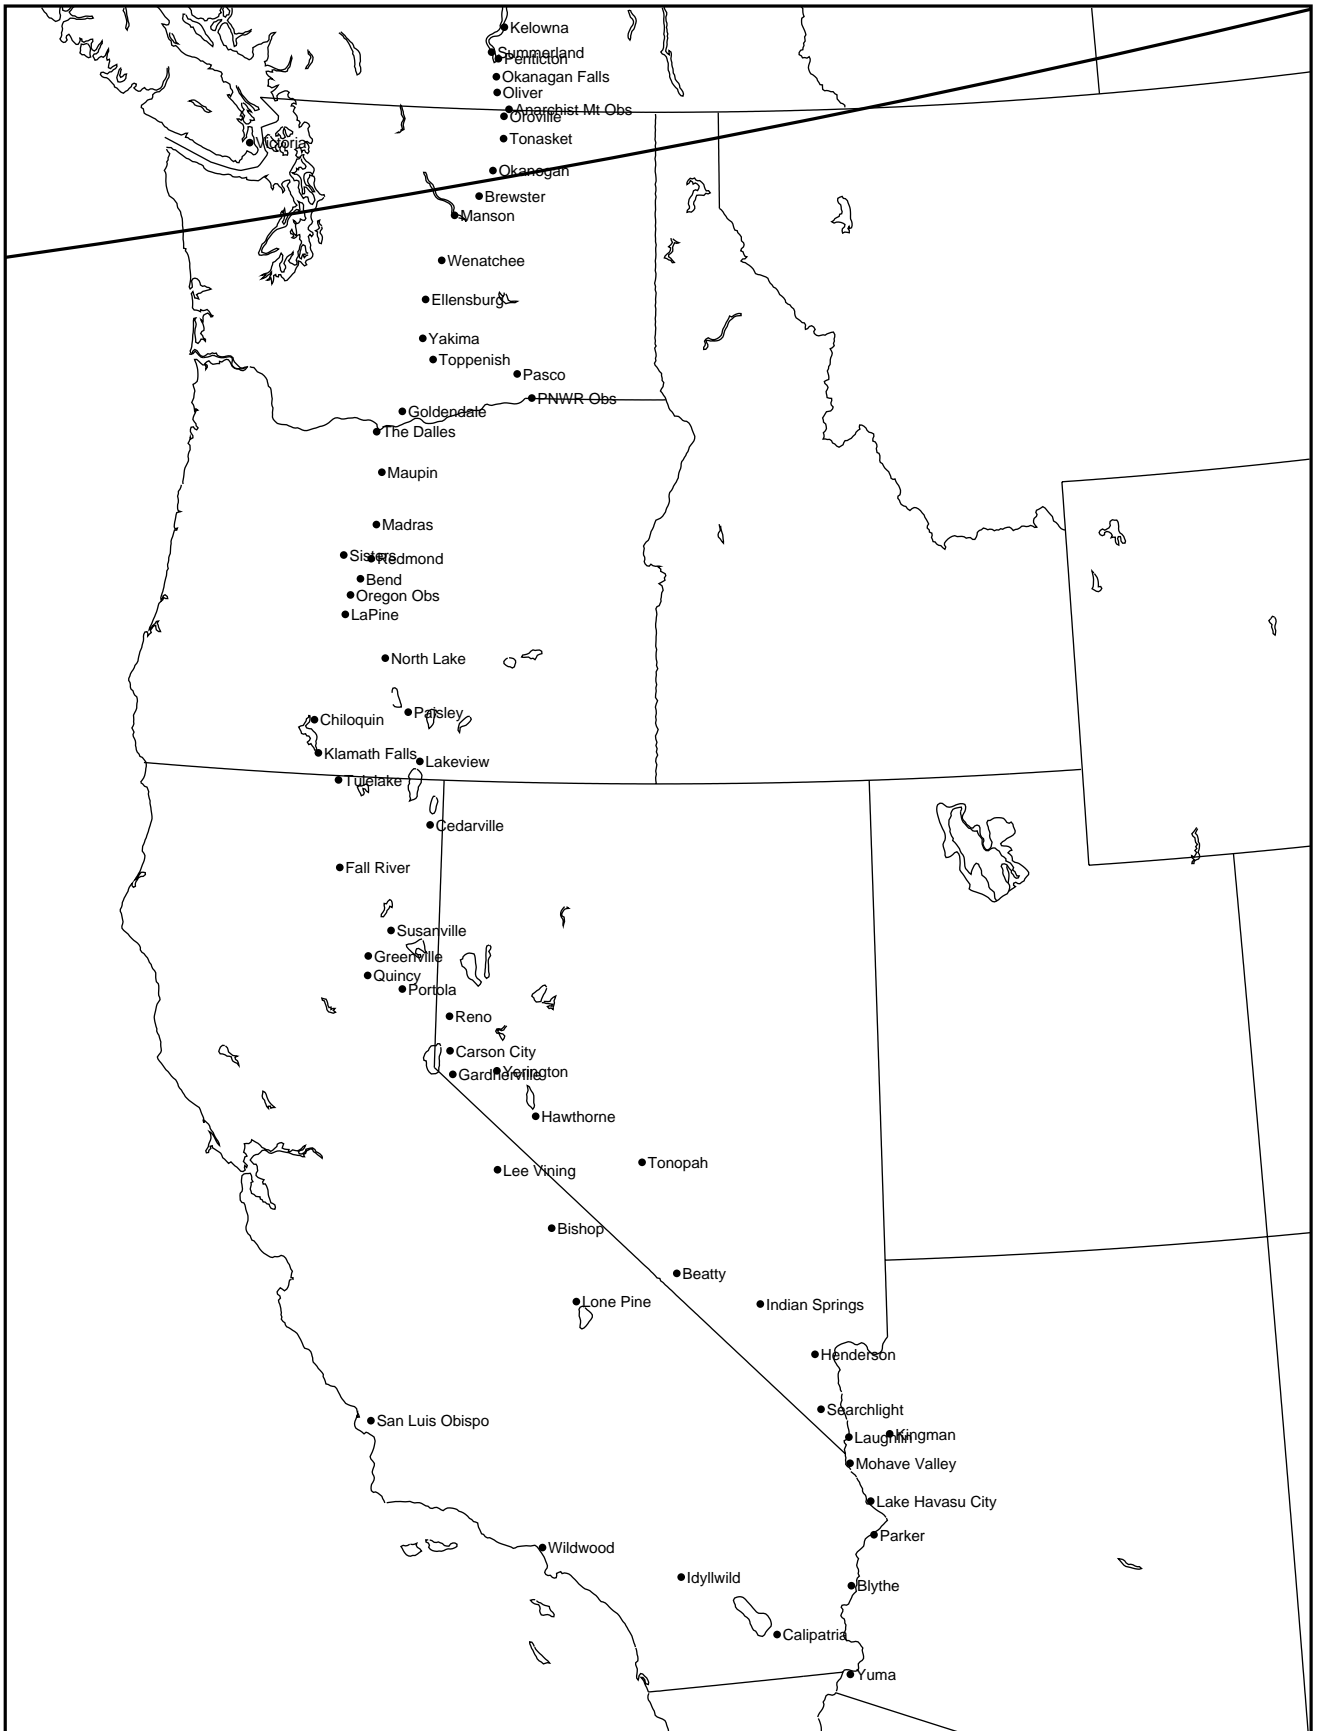 Kelowna
Summerland
Penticton
Okanagan Falls
Oliver
Anarchist Mt Obs
Oroville
Tonasket
Victoria
Okanogan
Brewster
Manson
Wenatchee
Ellensburg
Yakima
Toppenish
Pasco
PNWR Obs
Goldendale
The Dalles
Maupin
Madras
Sisters
Redmond
Bend
Oregon Obs
LaPine
North Lake
Paisley
Chiloquin
Klamath Falls
Lakeview
Tulelake
Cedarville
Fall River
Susanville
Greenville
Quincy
Portola
Reno
Carson City
Yerington
Gardnerville
Hawthorne
Tonopah
Lee Vining
Bishop
Beatty
Lone Pine
Indian Springs
Henderson
Searchlight
San Luis Obispo
Kingman
Laughlin
Mohave Valley
Lake Havasu City
Parker
Wildwood
Idyllwild
Blythe
Calipatria
Yuma